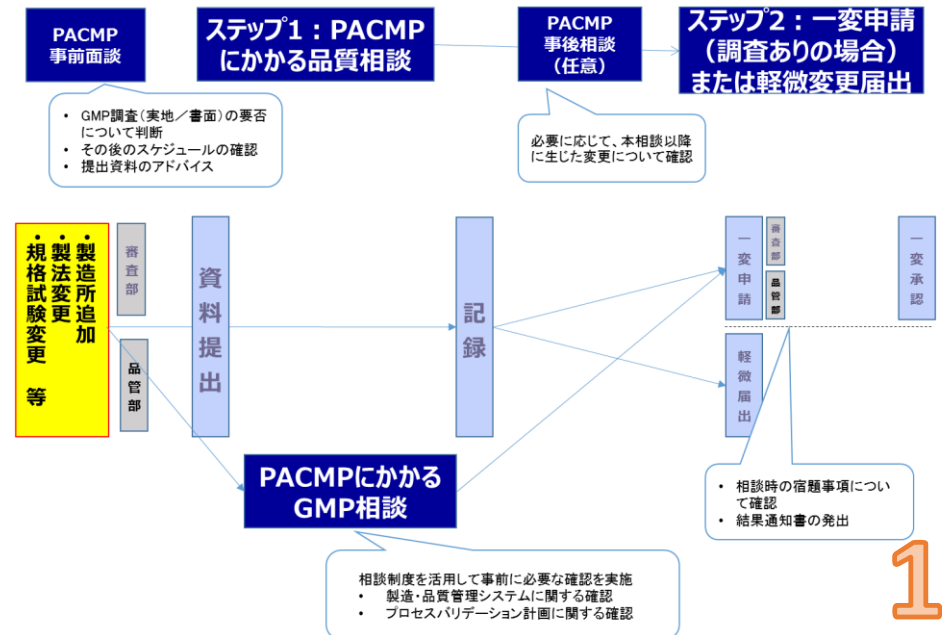 PACMP
事前面談
ステップ1：PACMP
にかかる品質相談
PACMP
事後相談
（任意）
ステップ2：一変申請
（調査ありの場合）
または軽微変更届出
• GMP調査（実地／書面）の要否
について判断
• その後のスケジュールの確認
• 提出資料のアドバイス
必要に応じて、本相談以降
に生じた変更について確認
・製造所追加
・製法変更
・規格試験変更 等
審査部
品管部
資料提出
記録
一変申請
審査部
品管部
一変承認
軽微届出
PACMPにかかる
GMP相談
• 相談時の宿題事項につい
て確認
• 結果通知書の発出
相談制度を活用して事前に必要な確認を実施
• 製造・品質管理システムに関する確認
• プロセスバリデーション計画に関する確認
1